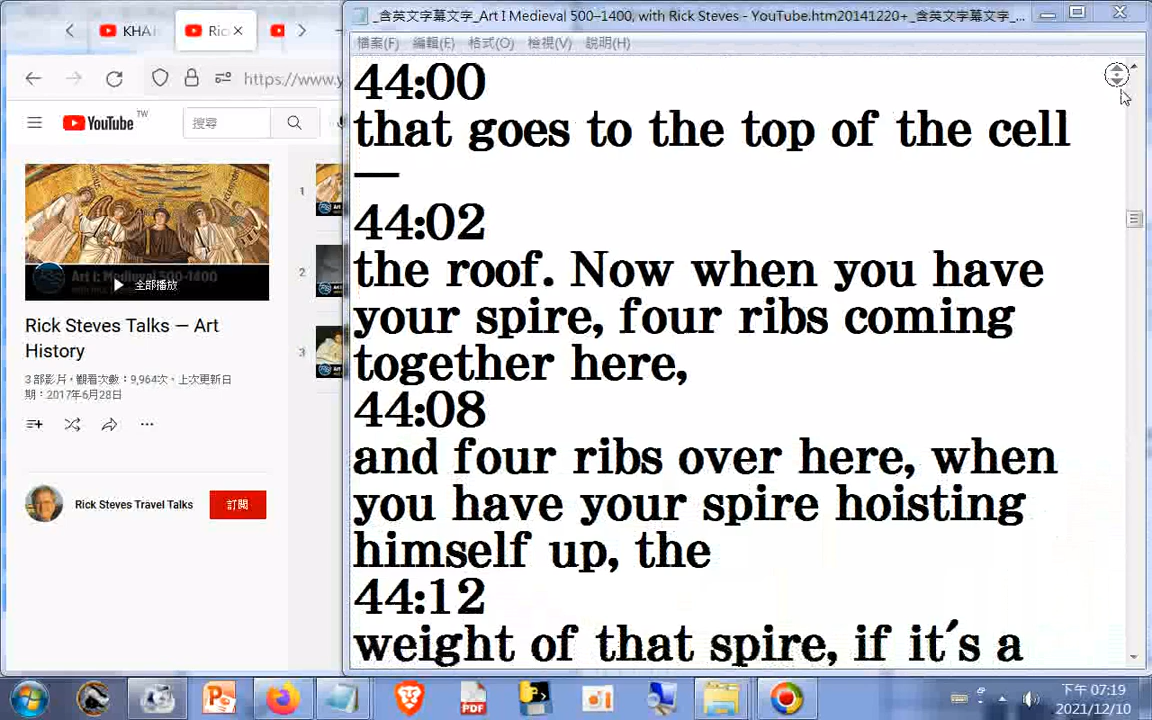 KHA
Ric
_含英文字幕文字_Art I Medieval 500–1400, with Rick Steves - YouTube.htm20141220+_含英文字幕文字_...
檔案(F) 編輯(E) 格式(O) 檢視(V) 說明(H)
https://www.y
YouTube TW
搜尋
Art I: Medieval 500-1400
全部播放
Rick Steves Talks — Art
History
3 部影片 • 觀看次數：9,964次 • 上次更新日
期：2017年6月28日
Rick Steves Travel Talks
訂閱
1
2
3
44:00
that goes to the top of the cell
—
44:02
the roof. Now when you have
your spire, four ribs coming
together here,
44:08
and four ribs over here, when
you have your spire hoisting
himself up, the
44:12
weight of that spire, if it's a
PDF
下午 07:19
2021/12/10